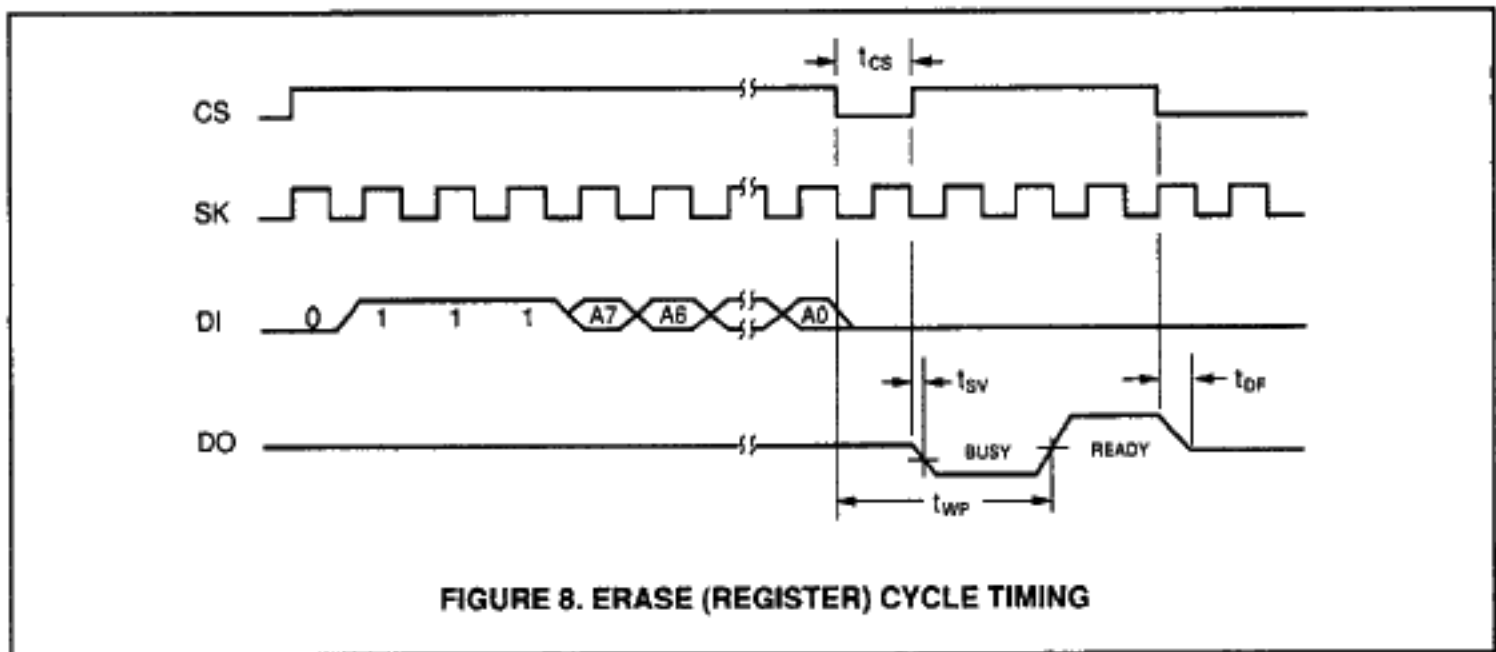 tCS
CS
SK
DI 0 1 1 1 A7 A6 A0
tSV tDF
DO BUSY READY
tWP
FIGURE 8. ERASE (REGISTER) CYCLE TIMING